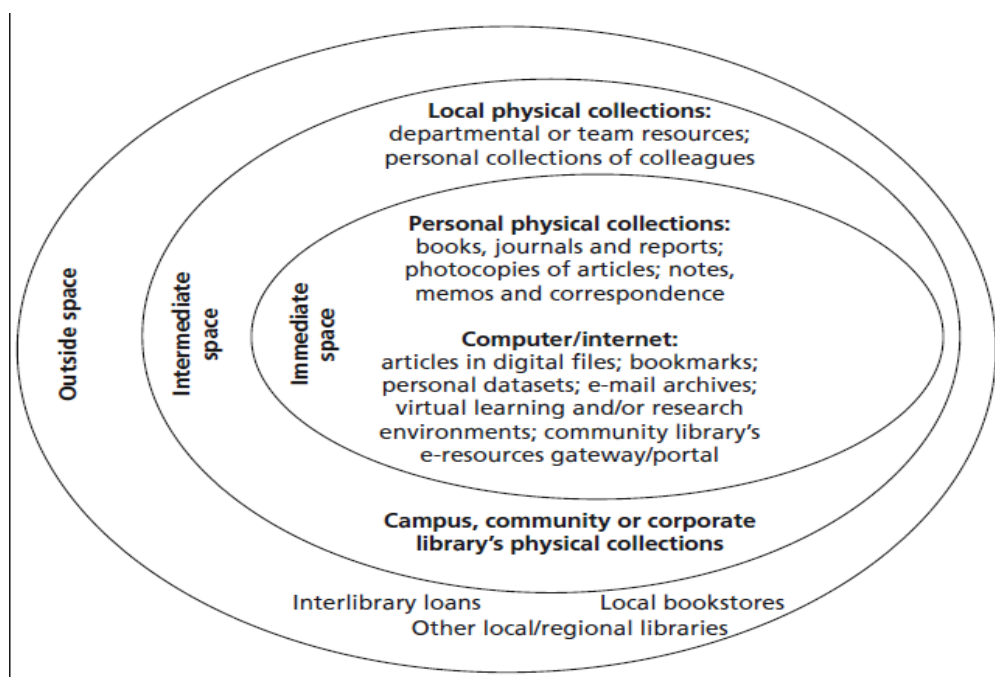 Local physical collections:
departmental or team resources;
personal collections of colleagues
Personal physical collections:
books, journals and reports;
photocopies of articles; notes,
memos and correspondence
Outside space
Intermediate
space
Immediate
space
Computer/internet:
articles in digital files; bookmarks;
personal datasets; e-mail archives;
virtual learning and/or research
environments; community library's
e-resources gateway/portal
Campus, community or corporate
library's physical collections
Interlibrary loans
Local bookstores
Other local/regional libraries